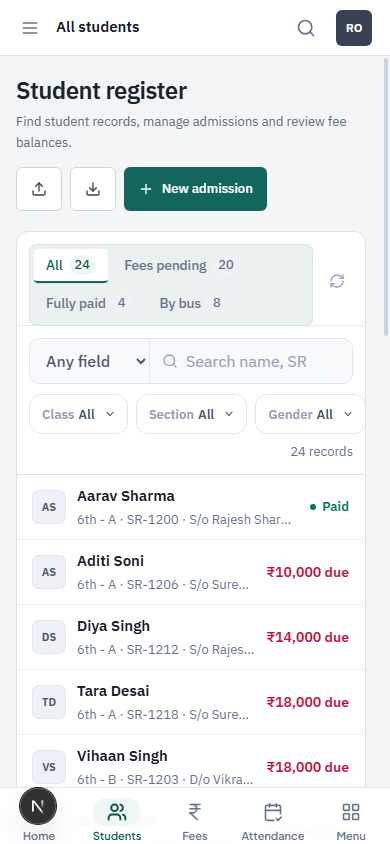 All students
RO
Student register
Find student records, manage admissions and review fee
balances.
New admission
All 24
Fees pending 20
Fully paid 4
By bus 8
Any field
Search name, SR
Class All
Section All
Gender All
24 records
AS
Aarav Sharma
6th - A · SR-1200 · S/o Rajesh Shar...
Paid
AS
Aditi Soni
6th - A · SR-1206 · S/o Sure...
₹10,000 due
DS
Diya Singh
6th - A · SR-1212 · S/o Rajes...
₹14,000 due
TD
Tara Desai
6th - A · SR-1218 · S/o Sure...
₹18,000 due
VS
Vihaan Singh
6th - B · SR-1203 · D/o Vikra...
₹18,000 due
N
Home
Students
₹
Fees
Attendance
Menu